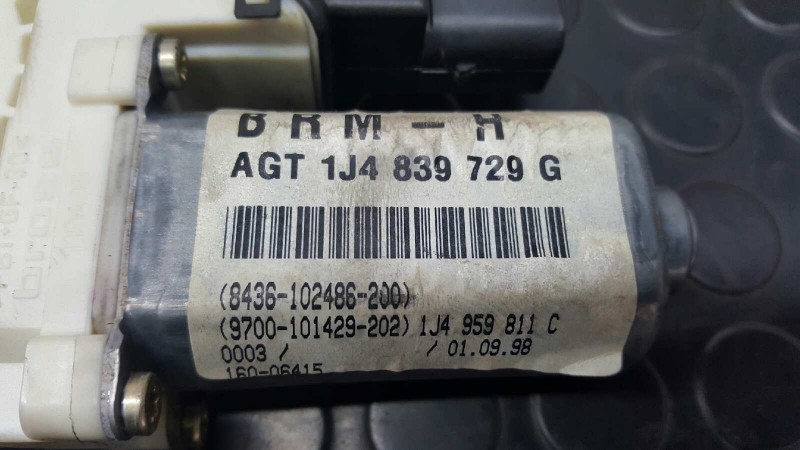 BRM-H
AGT 1J4 839 729 G
(8436-102486-200)
(9700-101429-202) 1J4 959 811 C
0003 / / 01.09.98
160-06415